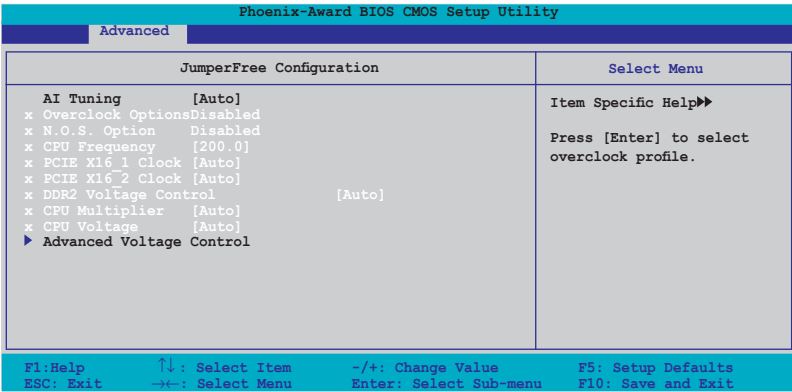 Phoenix-Award BIOS CMOS Setup Utility
Advanced
JumperFree Configuration
Select Menu
AI Tuning [Auto]
x Overclock OptionsDisabled
x N.O.S. Option Disabled
x CPU Frequency [200.0]
x PCIE X16_1 Clock [Auto]
x PCIE X16_2 Clock [Auto]
x DDR2 Voltage Control [Auto]
x CPU Multiplier [Auto]
x CPU Voltage [Auto]
Advanced Voltage Control
Item Specific Help
Press [Enter] to select
overclock profile.
F1:Help ↑↓: Select Item -/+: Change Value F5: Setup Defaults
ESC: Exit →←: Select Menu Enter: Select Sub-menu F10: Save and Exit